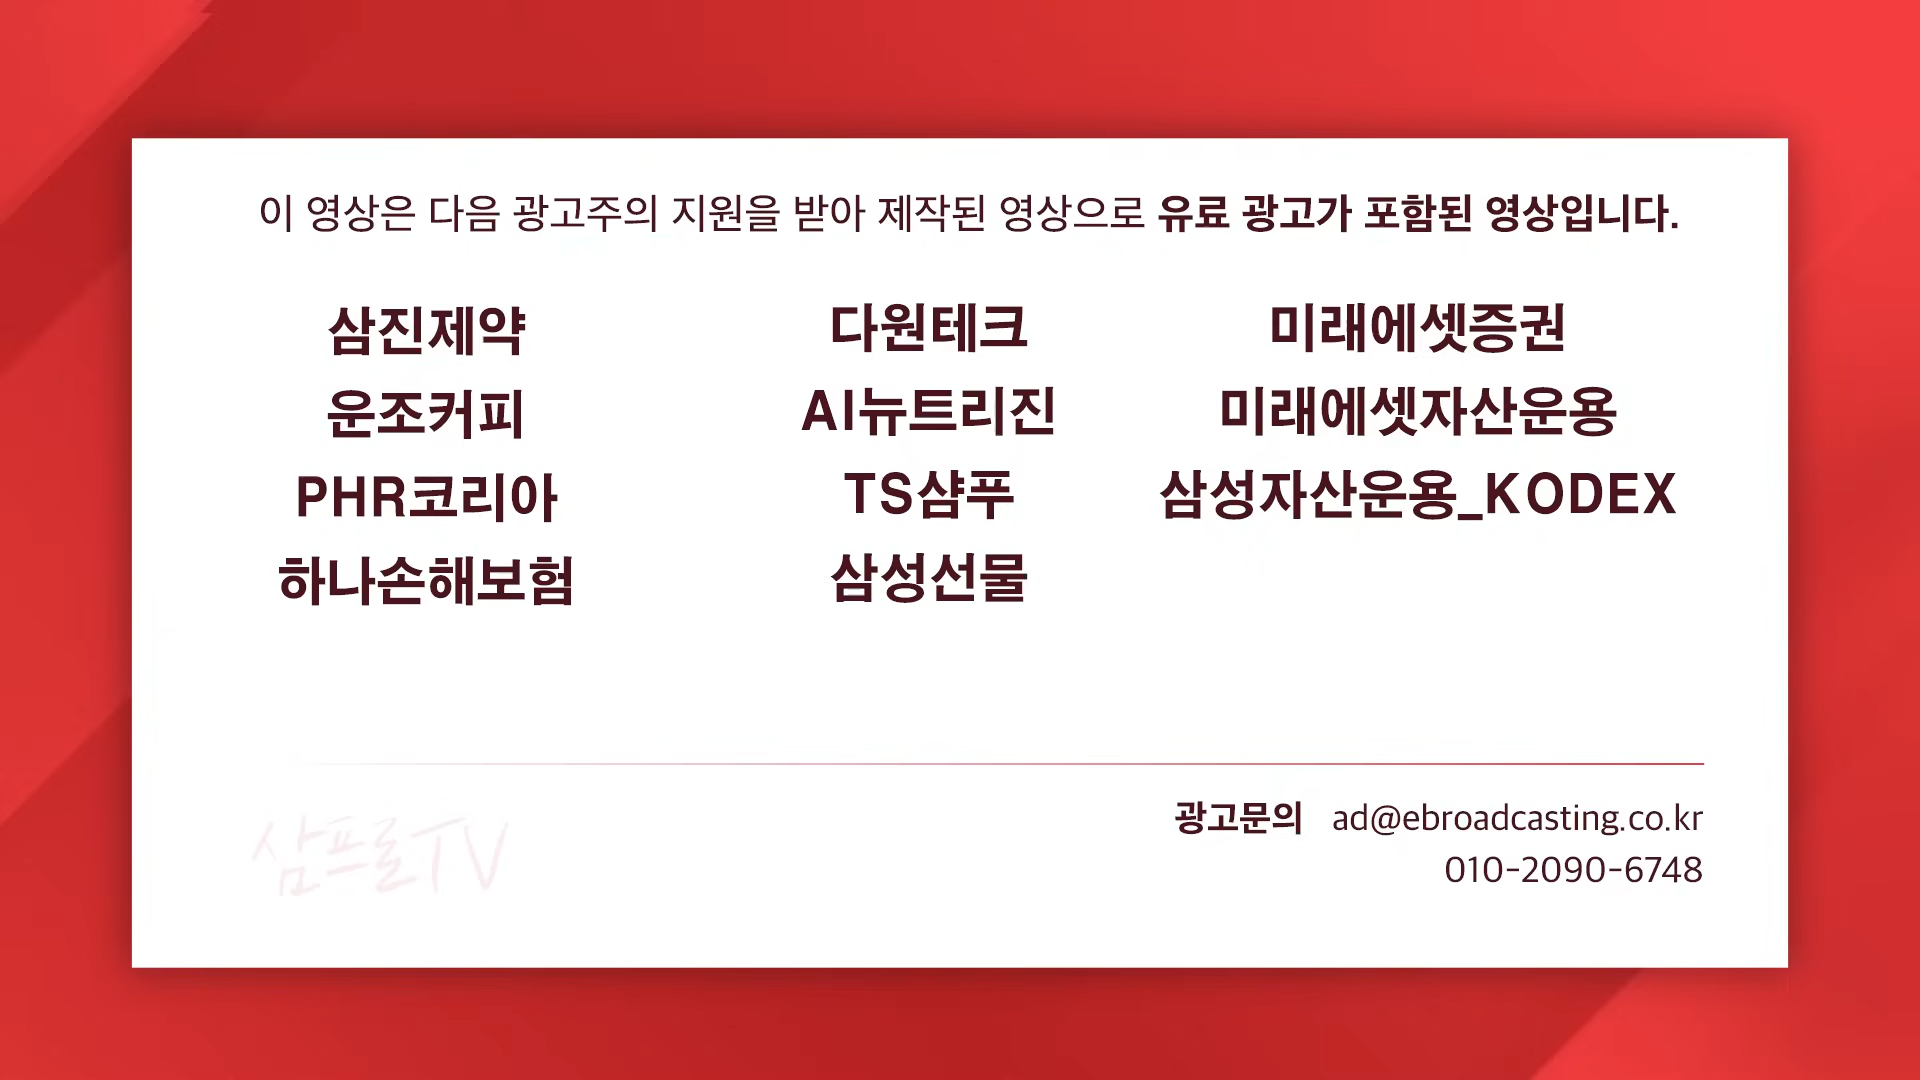 이 영상은 다음 광고주의 지원을 받아 제작된 영상으로 유료 광고가 포함된 영상입니다.
삼진제약
운조커피
PHR코리아
하나손해보험
다원테크
AI뉴트리진
TS샴푸
삼성선물
미래에셋증권
미래에셋자산운용
삼성자산운용_KODEX
삼프로TV
광고문의 ad@ebroadcasting.co.kr
010-2090-6748